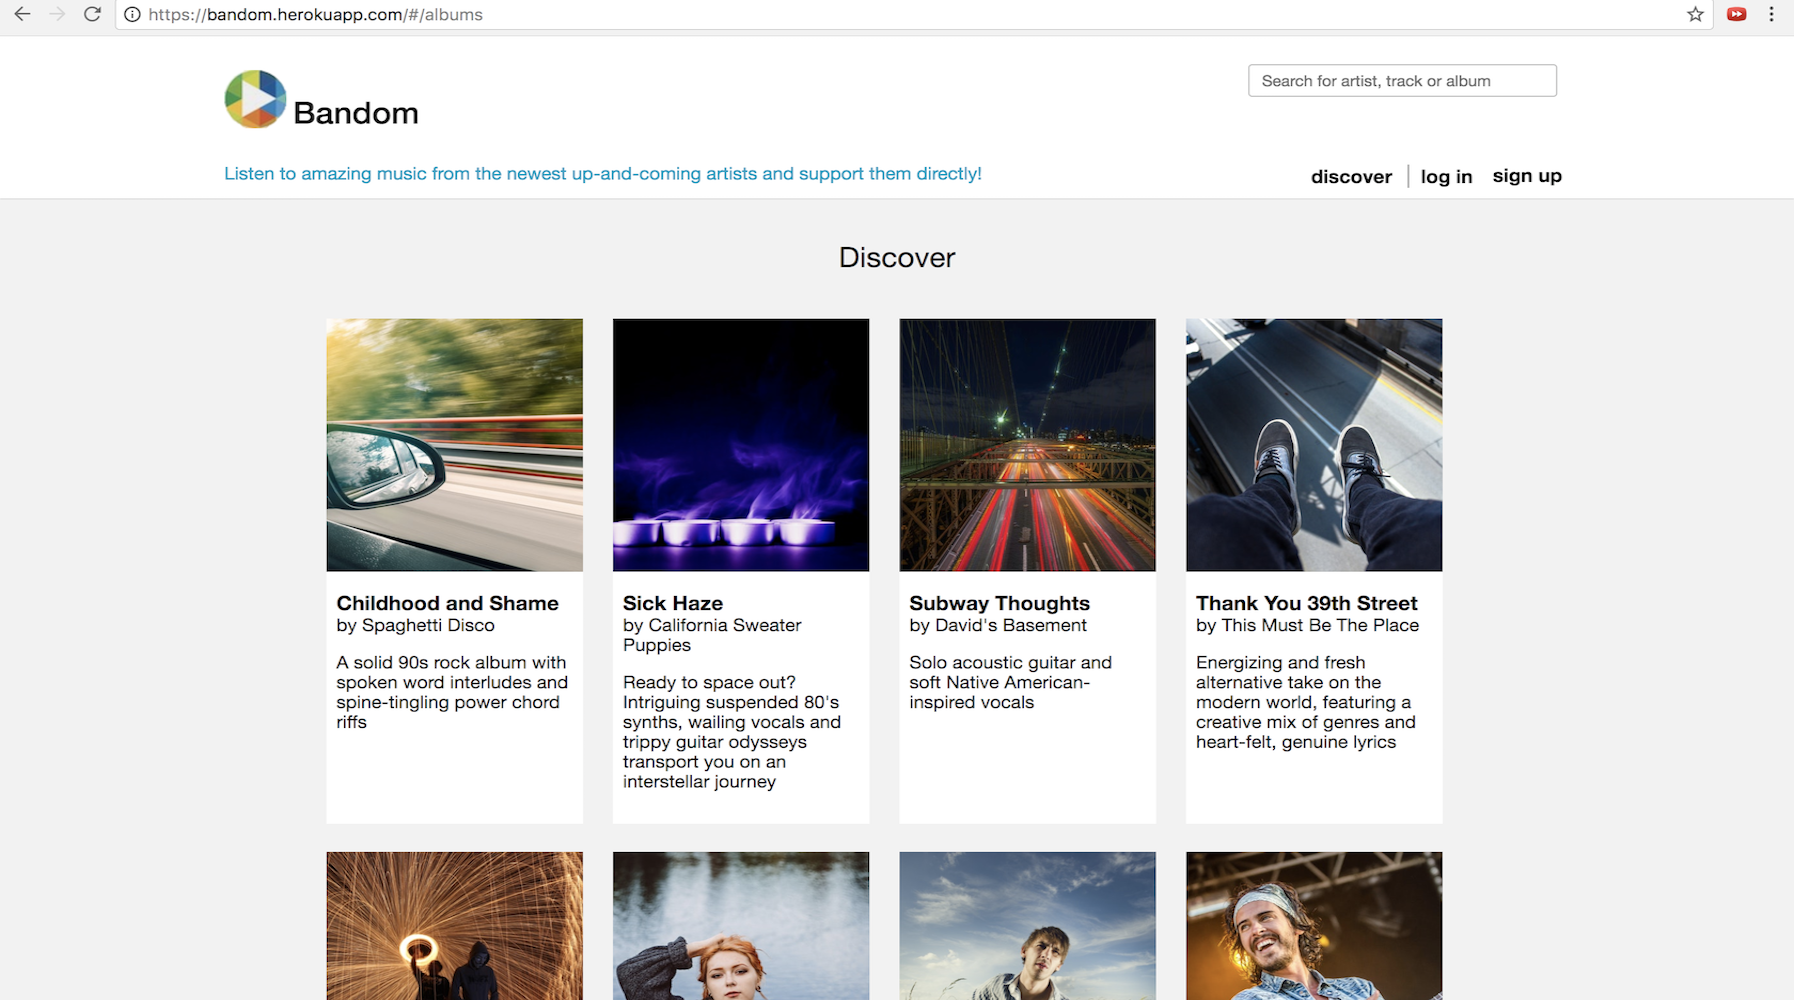 https://bandom.herokuapp.com/#/albums
Search for artist, track or album
Bandom
Listen to amazing music from the newest up-and-coming artists and support them directly!
discover
log in
sign up
Discover
Childhood and Shame
by Spaghetti Disco
A solid 90s rock album with
spoken word interludes and
spine-tingling power chord
riffs
Sick Haze
by California Sweater
Puppies
Ready to space out?
Intriguing suspended 80's
synths, wailing vocals and
trippy guitar odysseys
transport you on an
interstellar journey
Subway Thoughts
by David's Basement
Solo acoustic guitar and
soft Native American-
inspired vocals
Thank You 39th Street
by This Must Be The Place
Energizing and fresh
alternative take on the
modern world, featuring a
creative mix of genres and
heart-felt, genuine lyrics